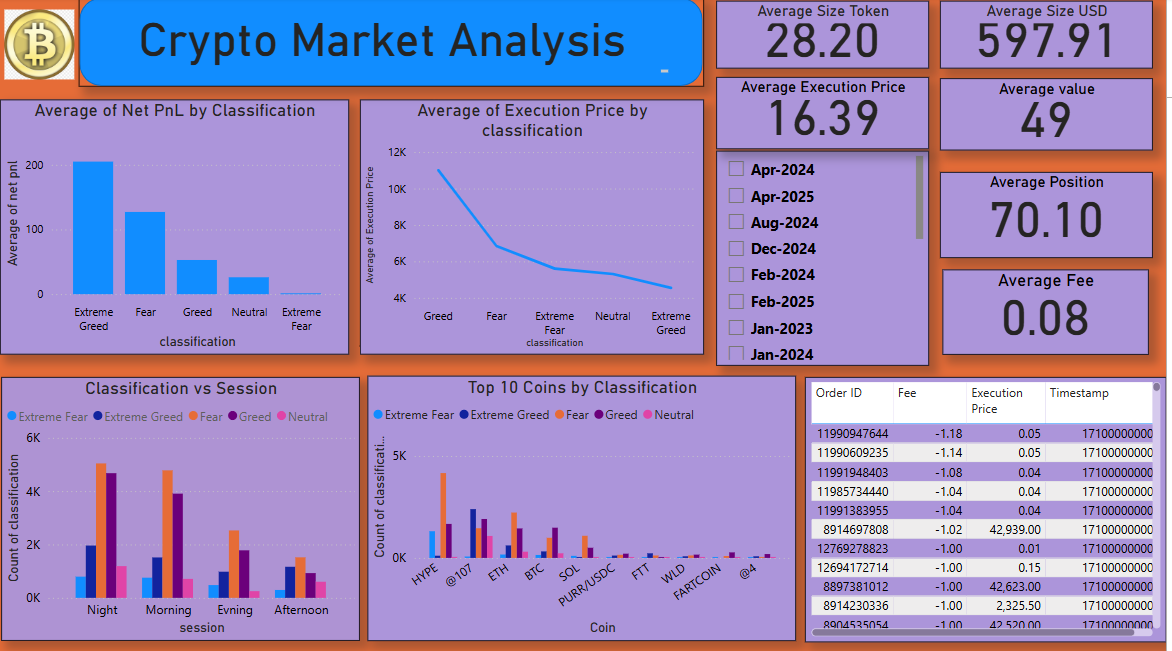 Crypto Market Analysis
Average Size Token
28.20
Average Size USD
597.91
Average Execution Price
16.39
Average value
49
Apr-2024
Apr-2025
Aug-2024
Dec-2024
Feb-2024
Feb-2025
Jan-2023
Jan-2024
Average Position
70.10
Average Fee
0.08
Average of Net PnL by Classification
Average of net pnl
200
100
0
Extreme Greed
Fear
Greed
Neutral
Extreme Fear
classification
Average of Execution Price by
classification
Average of Execution Price
12K
10K
8K
6K
4K
Greed
Fear
Extreme Fear
Neutral
Extreme Greed
classification
Classification vs Session
Extreme Fear Extreme Greed Fear Greed Neutral
Count of classification
6K
4K
2K
0K
Night Morning Evning Afternoon
session
Top 10 Coins by Classification
Extreme Fear Extreme Greed Fear Greed Neutral
Count of classificati...
5K
0K
HYPE
@107
ETH
BTC
SOL
PURR/USDC
FTT
WLD
FARTCOIN
@4
Coin
Order ID Fee Execution Price Timestamp
11990947644 -1.18 0.05 17100000000
11990609235 -1.14 0.05 17100000000
11991948403 -1.08 0.04 17100000000
11985734440 -1.04 0.04 17100000000
11991383955 -1.04 0.04 17100000000
8914697808 -1.02 42,939.00 17100000000
12769278823 -1.00 0.01 17100000000
12694172714 -1.00 0.15 17100000000
8897381012 -1.00 42,623.00 17100000000
8914230336 -1.00 2,325.50 17100000000
8904535054 -1.00 42,520.00 17100000000